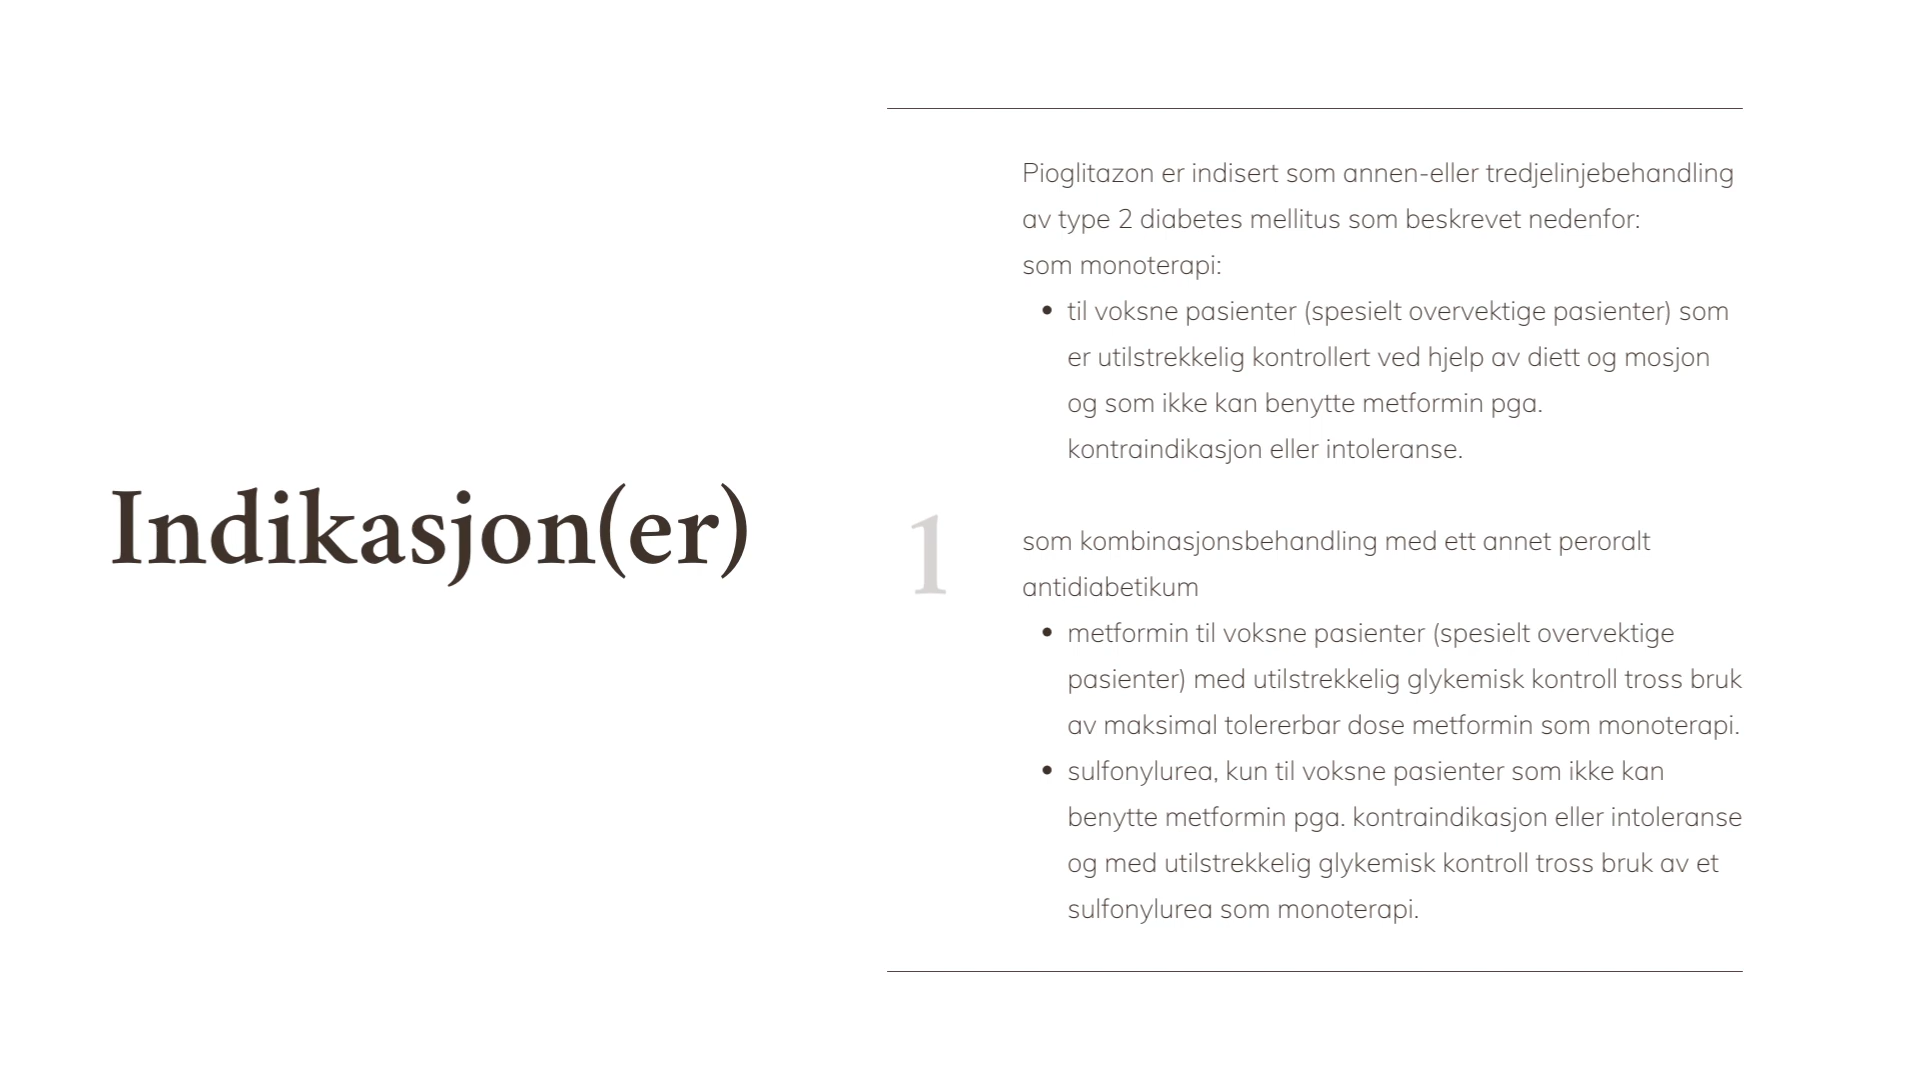 Indikasjon(er)
1
Pioglitazon er indisert som annen-eller tredjelinjebehandling
av type 2 diabetes mellitus som beskrevet nedenfor:
som monoterapi:
• til voksne pasienter (spesielt overvektige pasienter) som
er utilstrekkelig kontrollert ved hjelp av diett og mosjon
og som ikke kan benytte metformin pga.
kontraindikasjon eller intoleranse.
som kombinasjonsbehandling med ett annet peroralt
antidiabetikum
• metformin til voksne pasienter (spesielt overvektige
pasienter) med utilstrekkelig glykemisk kontroll tross bruk
av maksimal tolererbar dose metformin som monoterapi.
• sulfonylurea, kun til voksne pasienter som ikke kan
benytte metformin pga. kontraindikasjon eller intoleranse
og med utilstrekkelig glykemisk kontroll tross bruk av et
sulfonylurea som monoterapi.